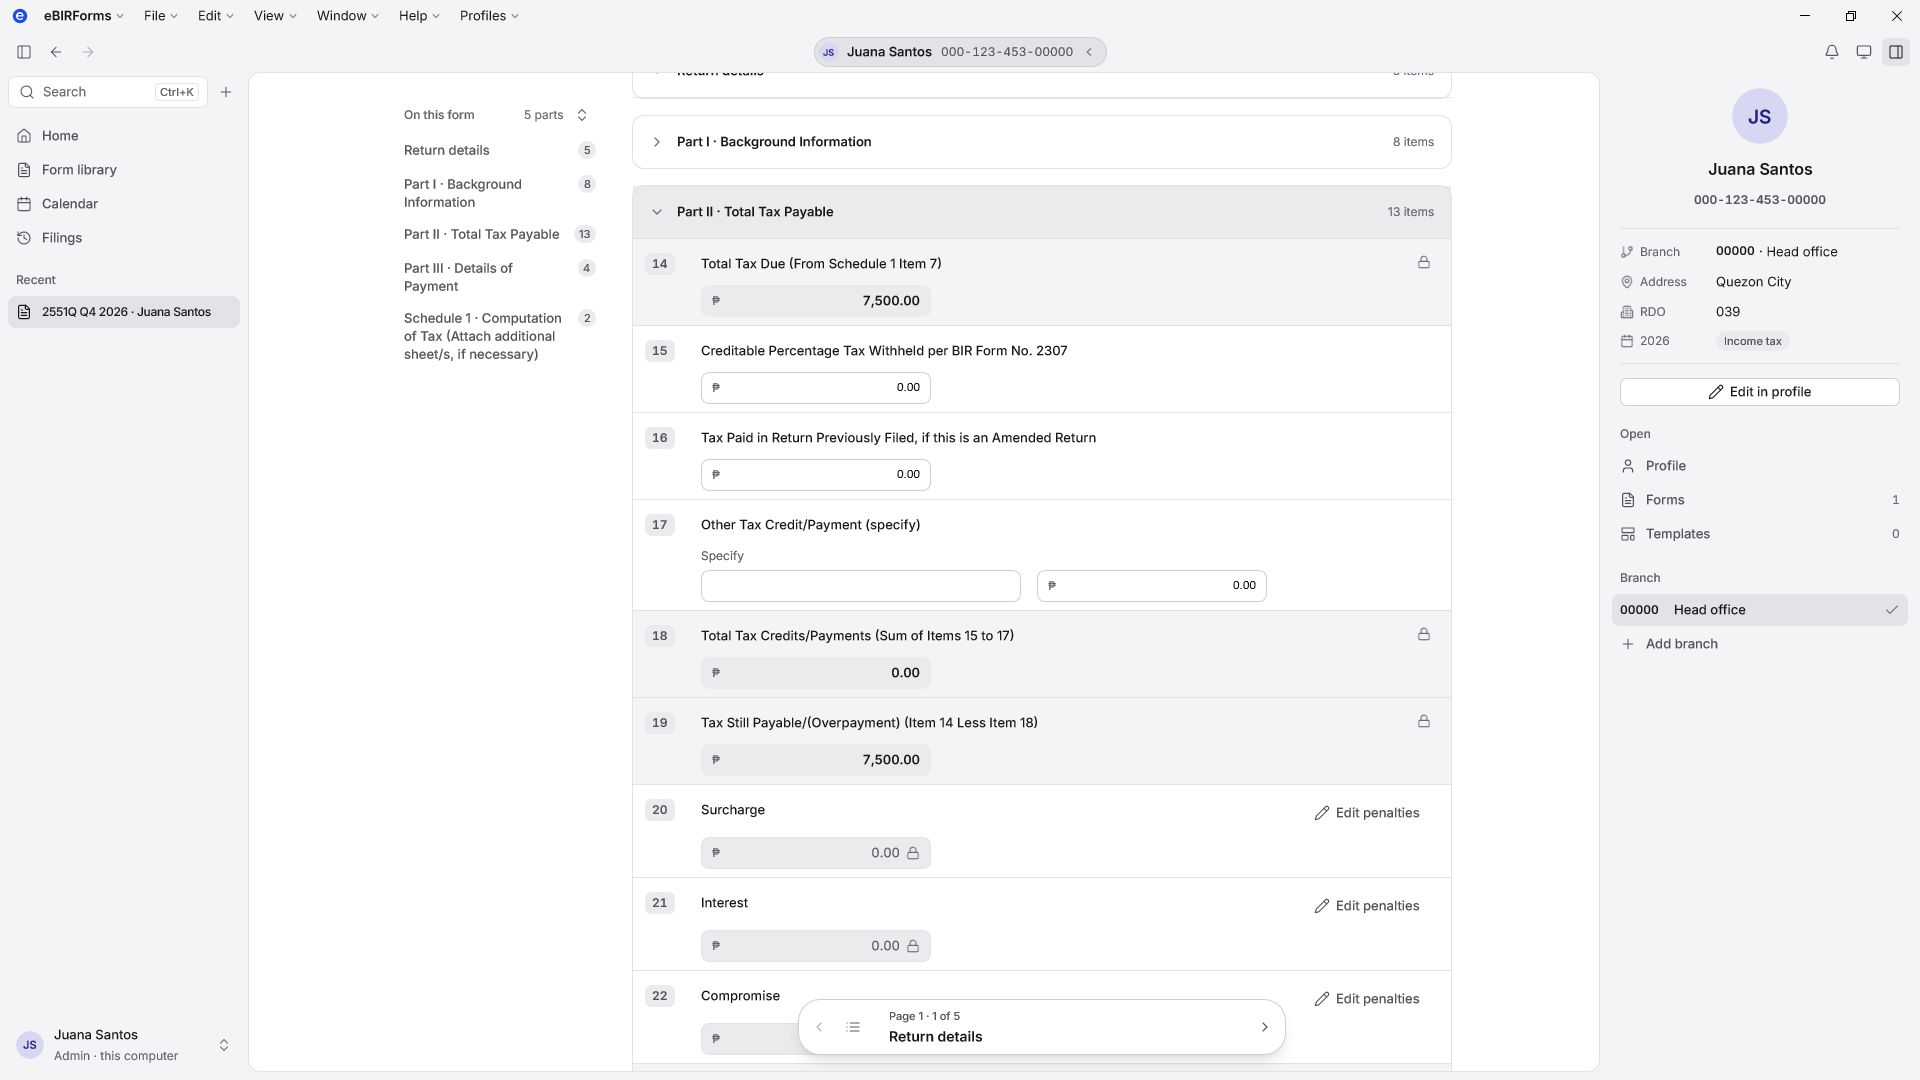 eBIRForms File Edit View Window Help Profiles
JS Juana Santos 000-123-453-00000
Search Ctrl+K
Home
Form library
Calendar
Filings
Recent
2551Q Q4 2026 · Juana Santos
JS
Juana Santos
Admin · this computer
On this form 5 parts
Return details 5
Part I · Background 8
Information
Part II · Total Tax Payable 13
Part III · Details of 4
Payment
Schedule 1 · Computation 2
of Tax (Attach additional
sheet/s, if necessary)
Return details 5 items
Part I · Background Information 8 items
Part II · Total Tax Payable 13 items
14 Total Tax Due (From Schedule 1 Item 7)
₱ 7,500.00
15 Creditable Percentage Tax Withheld per BIR Form No. 2307
₱ 0.00
16 Tax Paid in Return Previously Filed, if this is an Amended Return
₱ 0.00
17 Other Tax Credit/Payment (specify)
Specify
₱ 0.00
18 Total Tax Credits/Payments (Sum of Items 15 to 17)
₱ 0.00
19 Tax Still Payable/(Overpayment) (Item 14 Less Item 18)
₱ 7,500.00
20 Surcharge Edit penalties
₱ 0.00
21 Interest Edit penalties
₱ 0.00
22 Compromise Edit penalties
₱
Page 1 · 1 of 5
Return details
JS
Juana Santos
000-123-453-00000
Branch 00000 · Head office
Address Quezon City
RDO 039
2026 Income tax
Edit in profile
Open
Profile
Forms 1
Templates 0
Branch
00000 Head office
Add branch